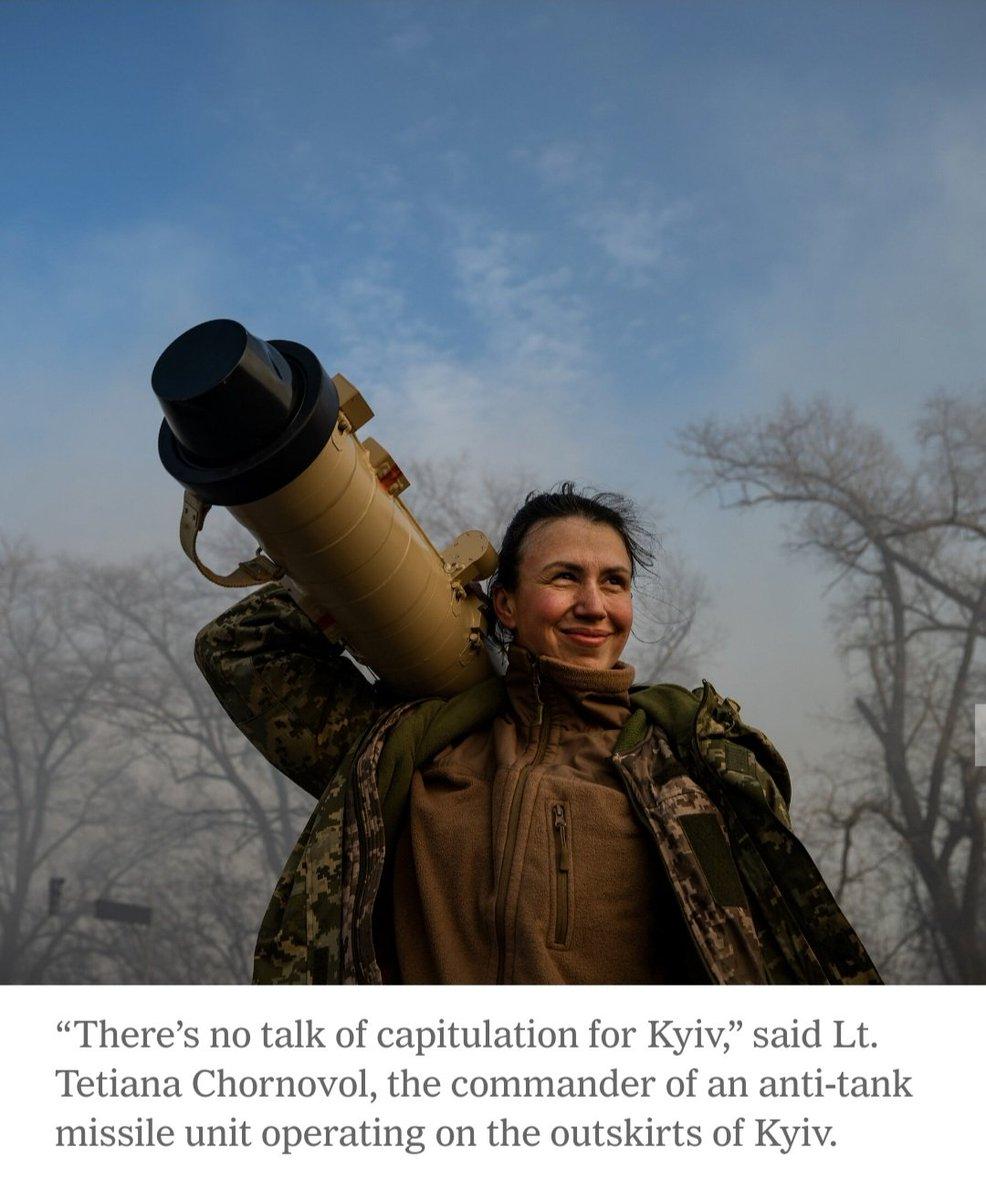 “There’s no talk of capitulation for Kyiv,” said Lt.
Tetiana Chornovol, the commander of an anti-tank
missile unit operating on the outskirts of Kyiv.